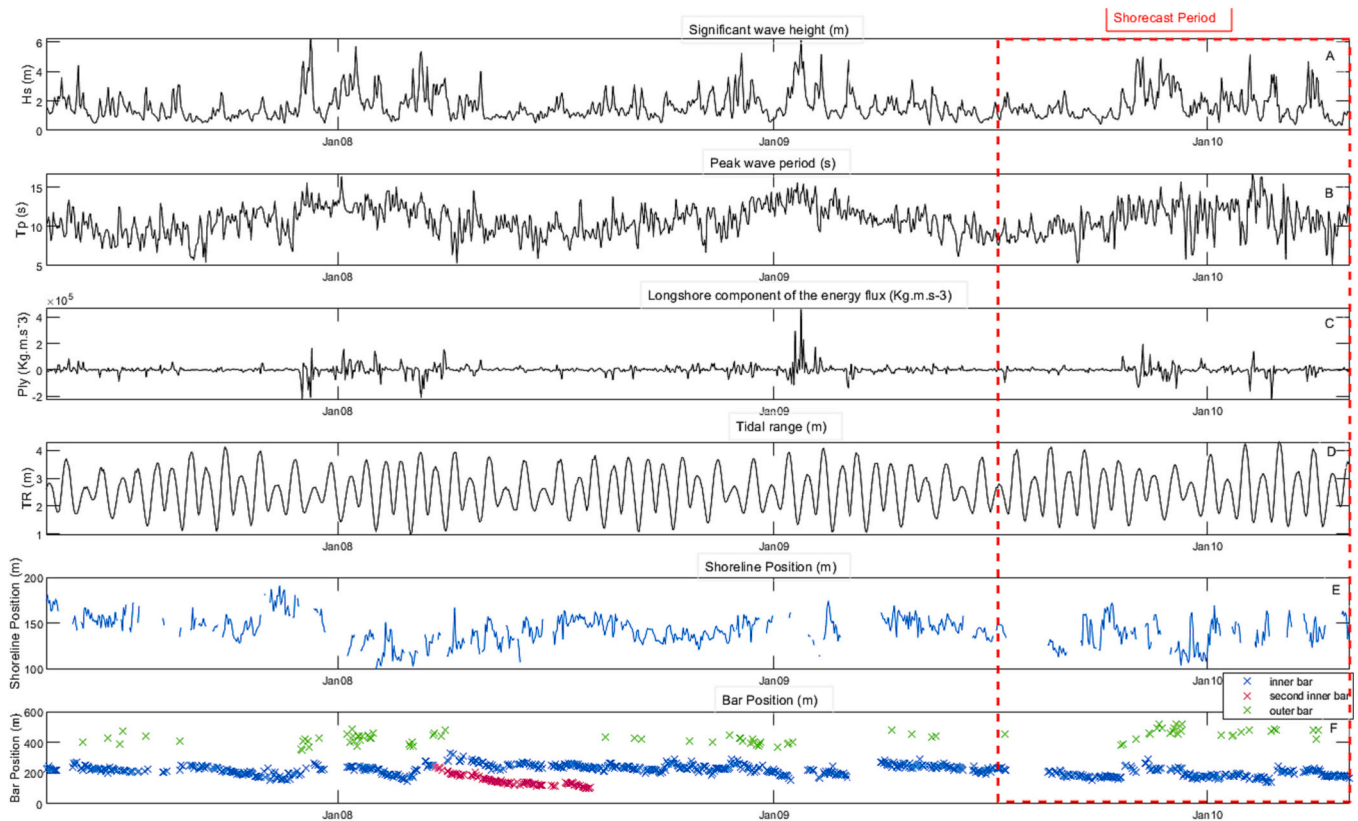 Shorecast Period
Significant wave height (m)
A
Hs (m)
6
4
2
0
Jan08
Jan09
Jan10
Peak wave period (s)
B
Tp (s)
15
10
5
Jan08
Jan09
Jan10
× 10⁵
Longshore component of the energy flux (Kg.m.s-3)
C
Ply (Kg.m.s⁻3)
4
2
0
-2
Jan08
Jan09
Jan10
Tidal range (m)
D
TR (m)
4
3
2
1
Jan08
Jan09
Jan10
Shoreline Position (m)
E
Shoreline Position (m)
200
150
100
Jan08
Jan09
Jan10
Bar Position (m)
inner bar
second inner bar
outer bar
F
Bar Position (m)
600
400
200
0
Jan08
Jan09
Jan10